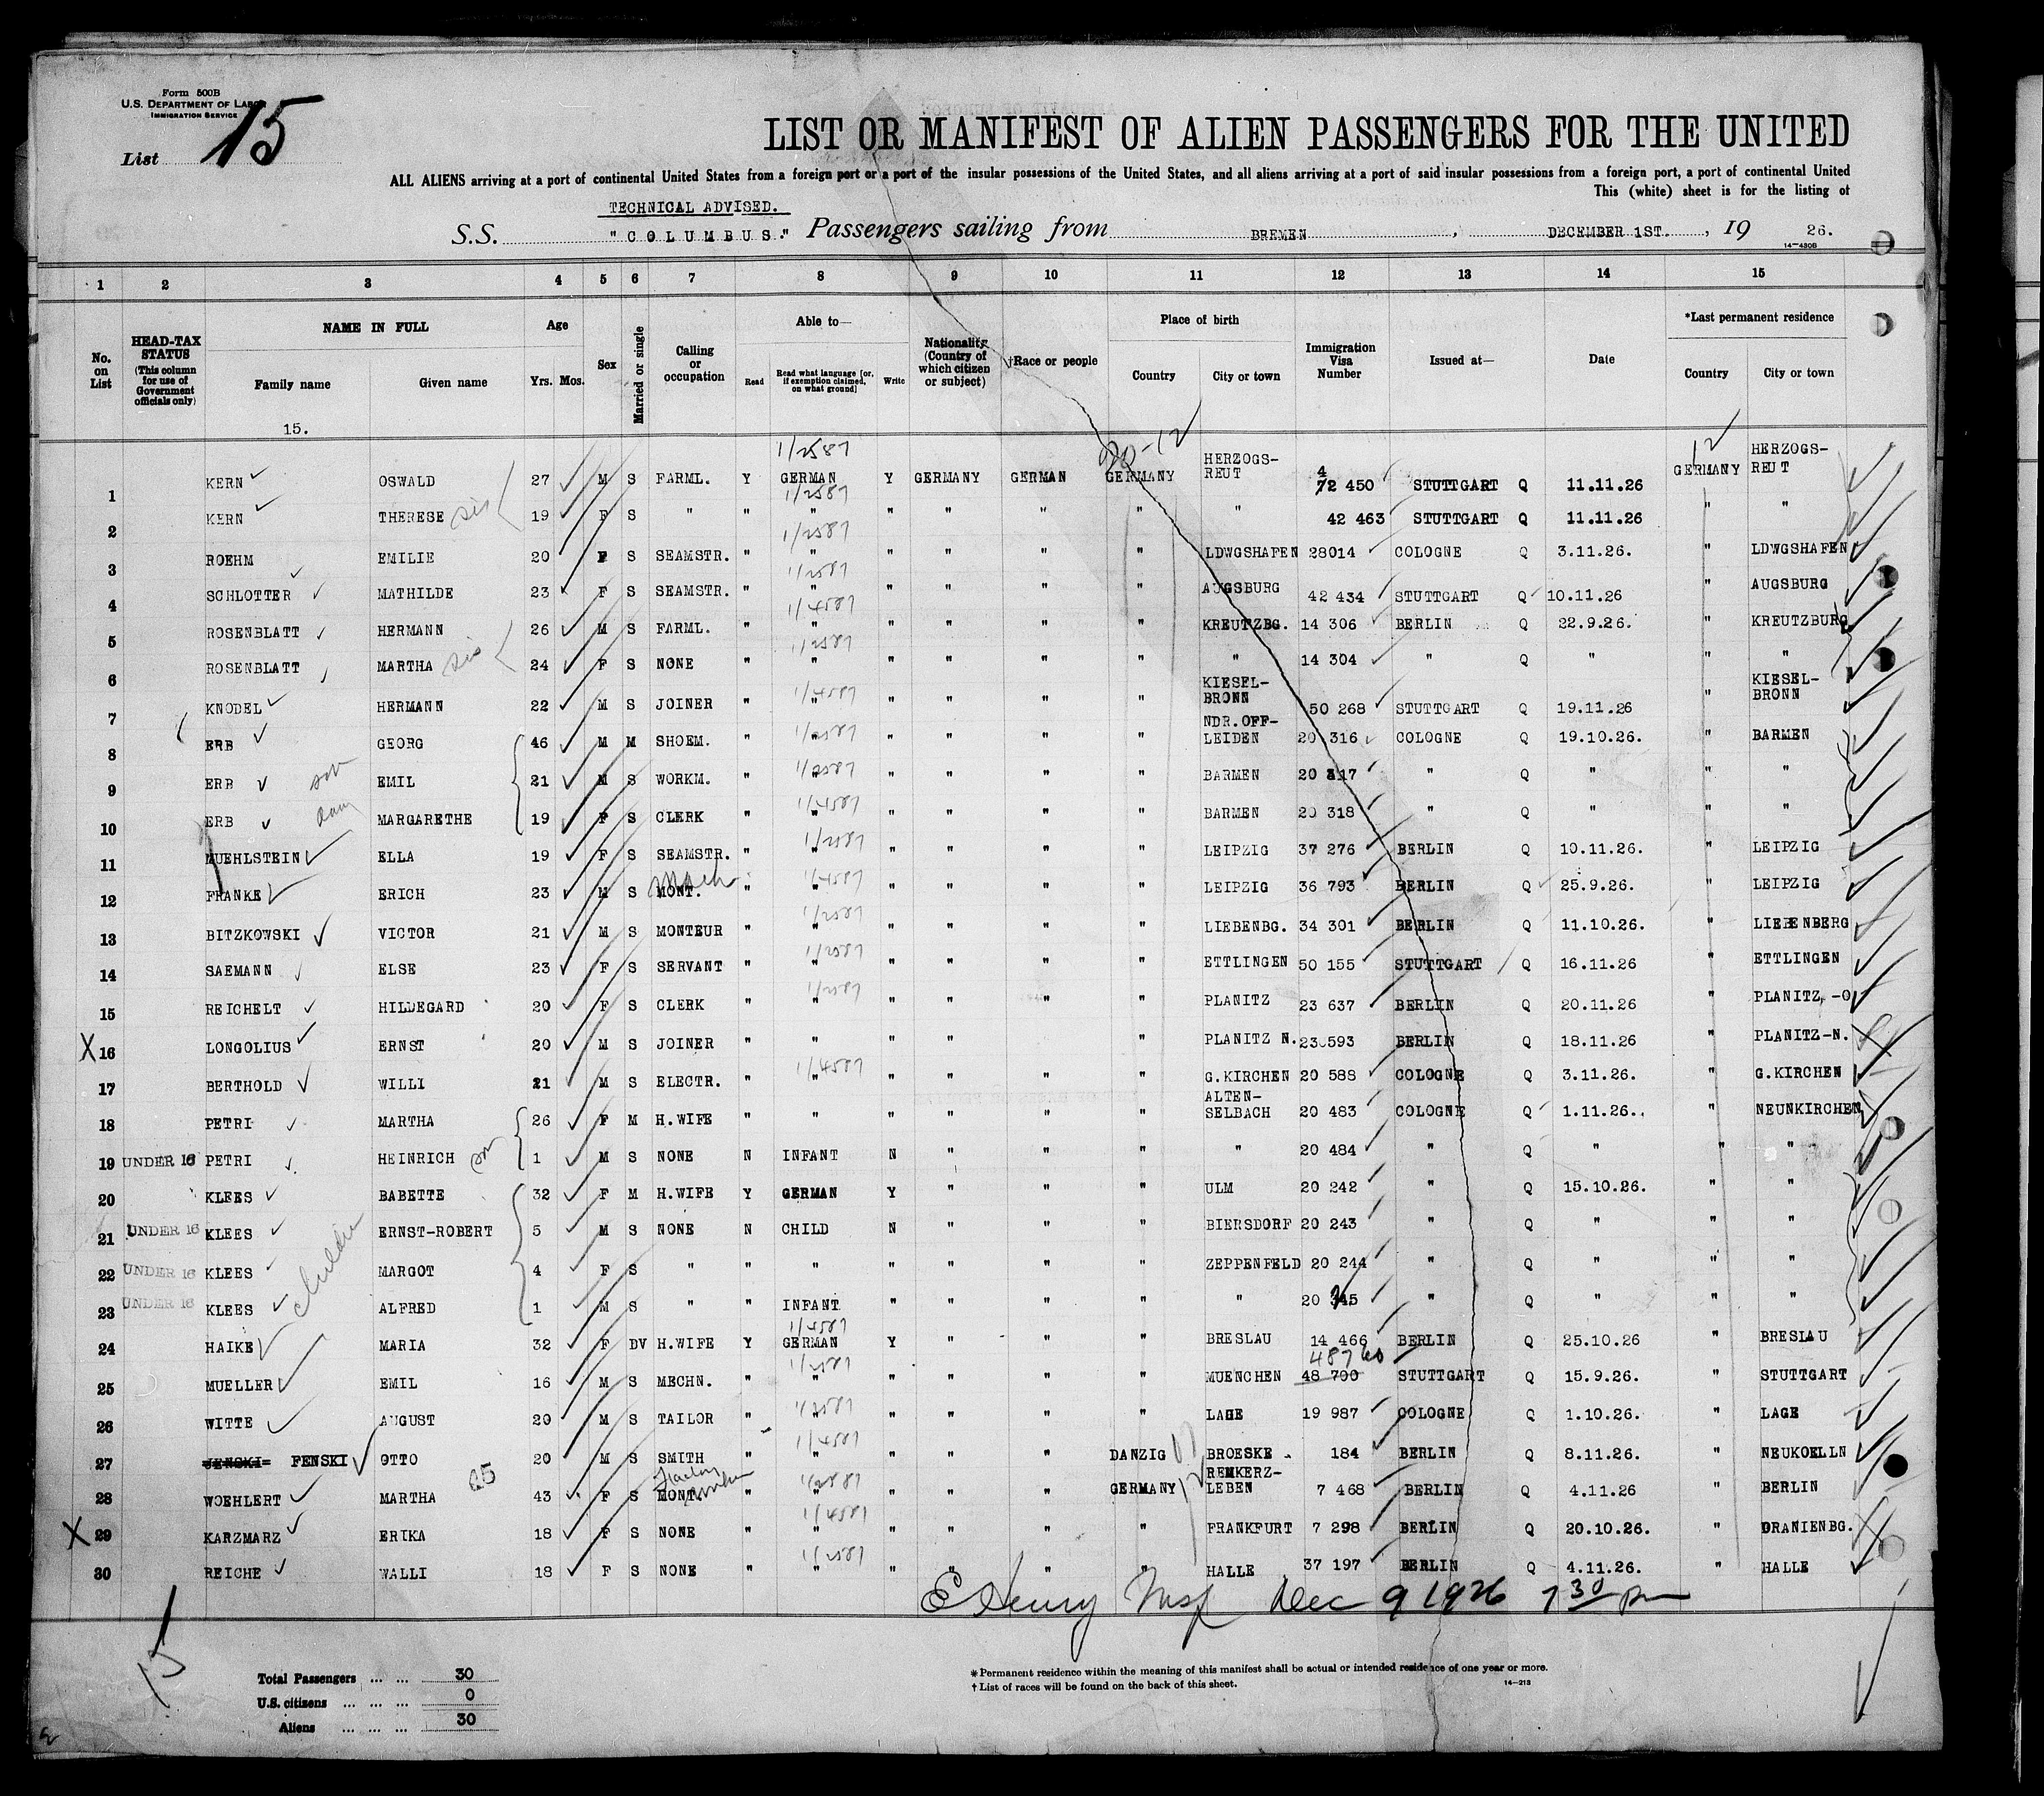 Form 500B
U.S. DEPARTMENT OF LABOR
IMMIGRATION SERVICE
List 15
LIST OR MANIFEST OF ALIEN PASSENGERS FOR THE UNITED
ALL ALIENS arriving at a port of continental United States from a foreign port or a port of the insular possessions of the United States, and all aliens arriving at a port of said insular possessions from a foreign port, a port of continental United
This (white) sheet is for the listing of
TECHNICAL ADVISED.
S.S. "COLUMBUS." Passengers sailing from BREMEN, DECEMBER 1ST., 19 26.
14—430B
1 2 3 4 5 6 7 8 9 10 11 12 13 14 15
No. on List
HEAD-TAX STATUS (This column for use of Government officials only)
NAME IN FULL
Family name
Given name
15.
Age
Yrs. Mos.
Sex
Married or single
Calling or occupation
Able to—
Read
Read what language [or, if exemption claimed, on what ground]
Write
Nationality (Country of which citizen or subject)
†Race or people
Place of birth
Country
City or town
Immigration Visa Number
Issued at—
Date
*Last permanent residence
Country
City or town
1 KERN OSWALD 27 M S FARML. Y GERMAN Y GERMANY GERMAN GERMANY HERZOGS-REUT 72 450 STUTTGART Q 11.11.26 GERMANY HERZOGS-REUT
2 KERN THERESE sis 19 F S " " " " " " " " 42 463 STUTTGART Q 11.11.26 " "
3 ROEHM EMILIE 20 F S SEAMSTR. " " " " " " LDWGSHAFEN 28014 COLOGNE Q 3.11.26. " LDWGSHAFEN
4 SCHLOTTER MATHILDE 23 F S SEAMSTR. " " " " " " AUGSBURG 42 434 STUTTGART Q 10.11.26 " AUGSBURG
5 ROSENBLATT HERMANN 26 M S FARML. " " " " " " KREUTZBG. 14 306 BERLIN Q 22.9.26. " KREUTZBURG
6 ROSENBLATT MARTHA sis 24 F S NONE " " " " " " " 14 304 " Q " " "
7 KNODEL HERMANN 22 M S JOINER " " " " " " KIESEL-BRONN 50 268 STUTTGART Q 19.11.26 " KIESEL-BRONN
8 ERB GEORG 46 M M SHOEM. " " " " " " NDR.OFF-LEIDEN 20 316 COLOGNE Q 19.10.26. " BARMEN
9 ERB son EMIL 21 M S WORKM. " " " " " " BARMEN 20 317 " Q " " "
10 ERB MARGARETHE 19 F S CLERK " " " " " " BARMEN 20 318 " Q " " "
11 MUEHLSTEIN ELLA 19 F S SEAMSTR. " " " " " " LEIPZIG 37 276 BERLIN Q 10.11.26. " LEIPZIG
12 FRANKE ERICH 23 M S MONT. Mach " " " " " " LEIPZIG 36 793 BERLIN Q 25.9.26. " LEIPZIG
13 BITZKOWSKI VICTOR 21 M S MONTEUR " " " " " " LIEBENBG. 34 301 BERLIN Q 11.10.26. " LIEBENBERG
14 SAEMANN ELSE 23 F S SERVANT " " " " " " ETTLINGEN 50 155 STUTTGART Q 16.11.26 " ETTLINGEN
15 REICHELT HILDEGARD 20 F S CLERK " " " " " " PLANITZ 23 637 BERLIN Q 20.11.26 " PLANITZ,-O
X 16 LONGOLIUS ERNST 20 M S JOINER " " " " " " PLANITZ N. 23.593 BERLIN Q 18.11.26 " PLANITZ-N.
17 BERTHOLD WILLI 21 M S ELECTR. " " " " " " G.KIRCHEN 20 588 COLOGNE Q 3.11.26. " G.KIRCHEN
18 PETRI MARTHA 26 F M H.WIFE " " " " " " ALTEN-SELBACH 20 483 COLOGNE Q 1.11.26.. " NEUNKIRCHEN
19 UNDER 16 PETRI HEINRICH son 1 M S NONE N INFANT N " " " " 20 484 " Q " " "
20 KLEES BABETTE 32 F M H.WIFE Y GERMAN Y " " " ULM 20 242 " Q 15.10.26. " "
21 UNDER 16 KLEES ERNST-ROBERT 5 M S NONE N CHILD N " " " BIERSDORF 20 243 " Q " " "
22 UNDER 16 KLEES MARGOT 4 F S " " " " " " " ZEPPENFELD 20 244 " Q " " "
23 UNDER 16 KLEES ALFRED 1 M S " " INFANT " " " " " 20 245 " Q " " "
24 HAIKE MARIA 32 F DV H.WIFE Y GERMAN Y " " " BRESLAU 14 466 BERLIN Q 25.10.26 " BRESLAU
25 MUELLER EMIL 16 M S MECHN. " " " " " " MUENCHEN 48 700 STUTTGART Q 15.9.26. " STUTTGART
26 WITTE AUGUST 20 M S TAILOR " " " " " " LAGE 19 987 COLOGNE Q 1.10.26. " LAGE
27 JENSKI= FENSKI OTTO 20 M S SMITH " " " " " DANZIG BROESKE 184 BERLIN Q 8.11.26. " NEUKOELLN
28 WOEHLERT MARTHA 43 F S MONT. " " " " " GERMANY REMKERZ-LEBEN 7 468 BERLIN Q 4.11.26 " BERLIN
X 29 KARZMARZ ERIKA 18 F S NONE " " " " " " FRANKFURT 7 298 BERLIN Q 20.10.26. " ORANIENBG.
30 REICHE WALLI 18 F S NONE " " " " " " HALLE 37 197 BERLIN Q 4.11.26. " HALLE
E Henry Insp Dec 9 1926 7 30 pm
15
Total Passengers ... ... 30
U.S. citizens ... ... ... 0
Aliens ... ... ... 30
* Permanent residence within the meaning of this manifest shall be actual or intended residence of one year or more.
† List of races will be found on the back of this sheet.
14—213